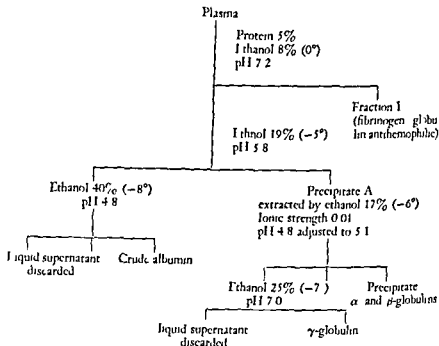 Plasma
Protein 5%
Ethanol 8% (0°)
pH 7 2
Fraction I
(fibrinogen globu
lin antihemophilic)
Ethnol 19% (-5°)
pH 5 8
Ethanol 40% (-8°)
pH 4 8
Liquid supernatant
discarded
Crude albumin
Precipitate A
extracted by ethanol 17% (-6°)
Ionic strength 0 01
pH 4 8 adjusted to 5 1
Ethanol 25% (-7)
pH 7 0
Precipitate
α and β-globulins
liquid supernatant
discarded
γ-globulin